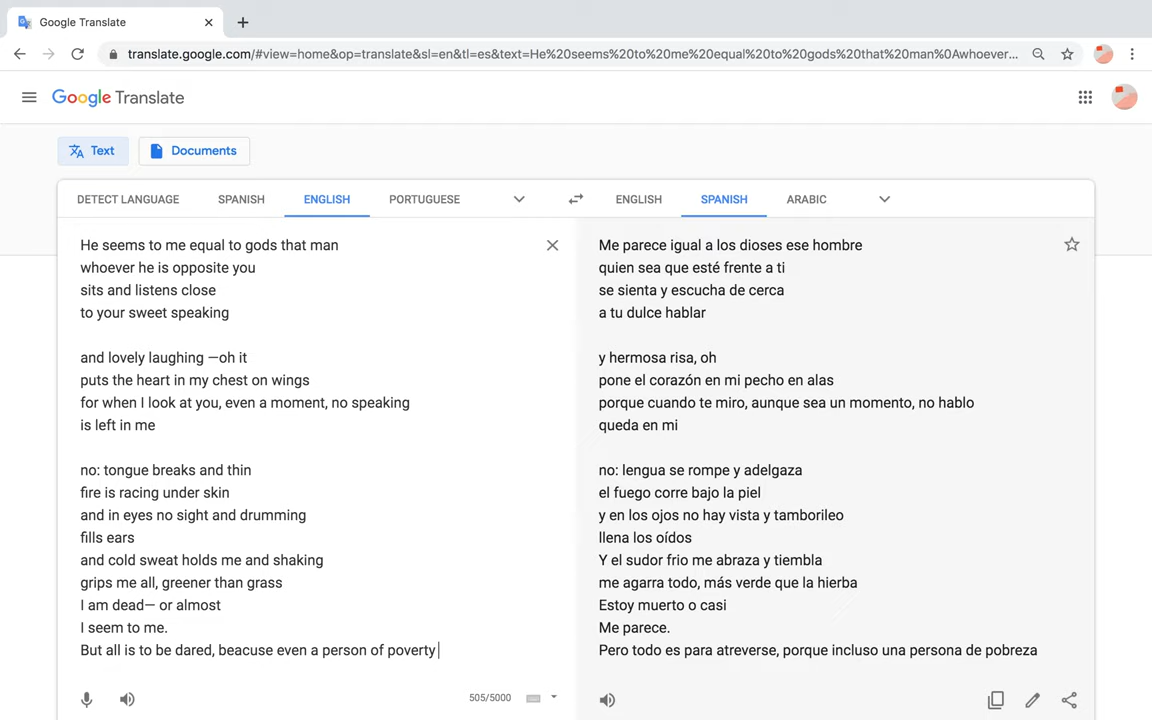 Google Translate
translate.google.com/#view=home&op=translate&sl=en&tl=es&text=He%20seems%20to%20me%20equal%20to%20gods%20that%20man%0Awhoever...
Google Translate
Text
Documents
DETECT LANGUAGE SPANISH ENGLISH PORTUGUESE
ENGLISH SPANISH ARABIC
He seems to me equal to gods that man
whoever he is opposite you
sits and listens close
to your sweet speaking
and lovely laughing —oh it
puts the heart in my chest on wings
for when I look at you, even a moment, no speaking
is left in me
no: tongue breaks and thin
fire is racing under skin
and in eyes no sight and drumming
fills ears
and cold sweat holds me and shaking
grips me all, greener than grass
I am dead— or almost
I seem to me.
But all is to be dared, beacuse even a person of poverty
505/5000
Me parece igual a los dioses ese hombre
quien sea que esté frente a ti
se sienta y escucha de cerca
a tu dulce hablar
y hermosa risa, oh
pone el corazón en mi pecho en alas
porque cuando te miro, aunque sea un momento, no hablo
queda en mi
no: lengua se rompe y adelgaza
el fuego corre bajo la piel
y en los ojos no hay vista y tamborileo
llena los oídos
Y el sudor frio me abraza y tiembla
me agarra todo, más verde que la hierba
Estoy muerto o casi
Me parece.
Pero todo es para atreverse, porque incluso una persona de pobreza